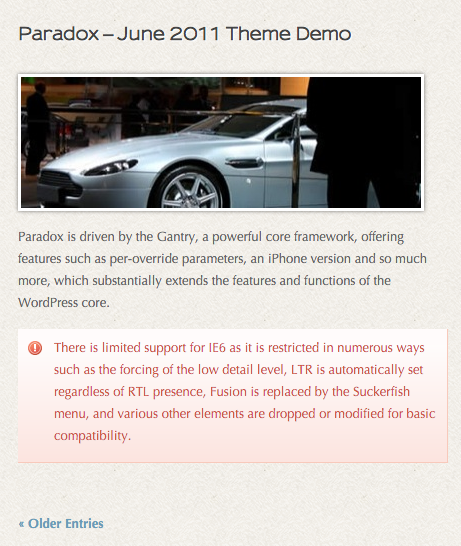 Paradox – June 2011 Theme Demo
Paradox is driven by the Gantry, a powerful core framework, offering
features such as per-override parameters, an iPhone version and so much
more, which substantially extends the features and functions of the
WordPress core.
There is limited support for IE6 as it is restricted in numerous ways
such as the forcing of the low detail level, LTR is automatically set
regardless of RTL presence, Fusion is replaced by the Suckerfish
menu, and various other elements are dropped or modified for basic
compatibility.
« Older Entries